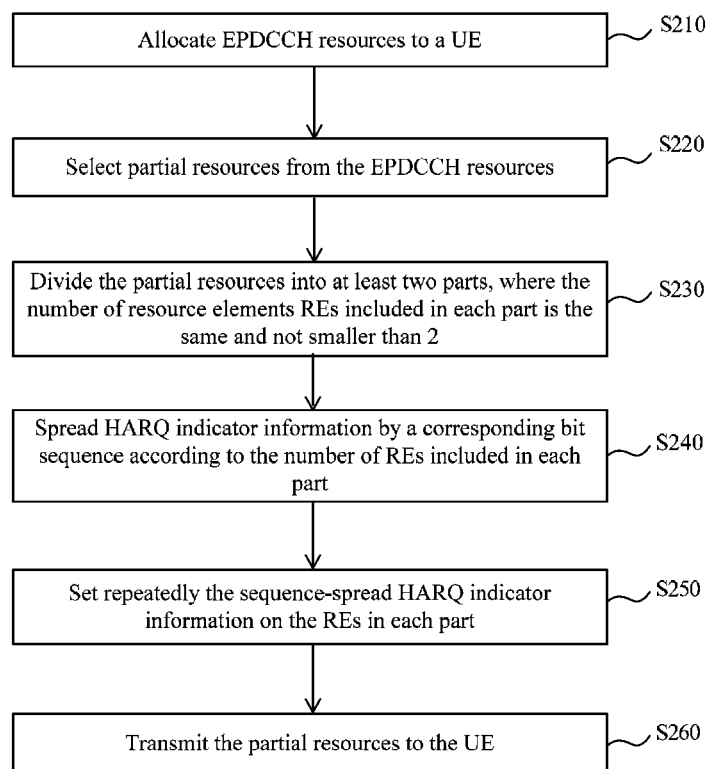 Allocate EPDCCH resources to a UE
S210
Select partial resources from the EPDCCH resources
S220
Divide the partial resources into at least two parts, where the
number of resource elements REs included in each part is the
same and not smaller than 2
S230
Spread HARQ indicator information by a corresponding bit
sequence according to the number of REs included in each
part
S240
Set repeatedly the sequence-spread HARQ indicator
information on the REs in each part
S250
Transmit the partial resources to the UE
S260